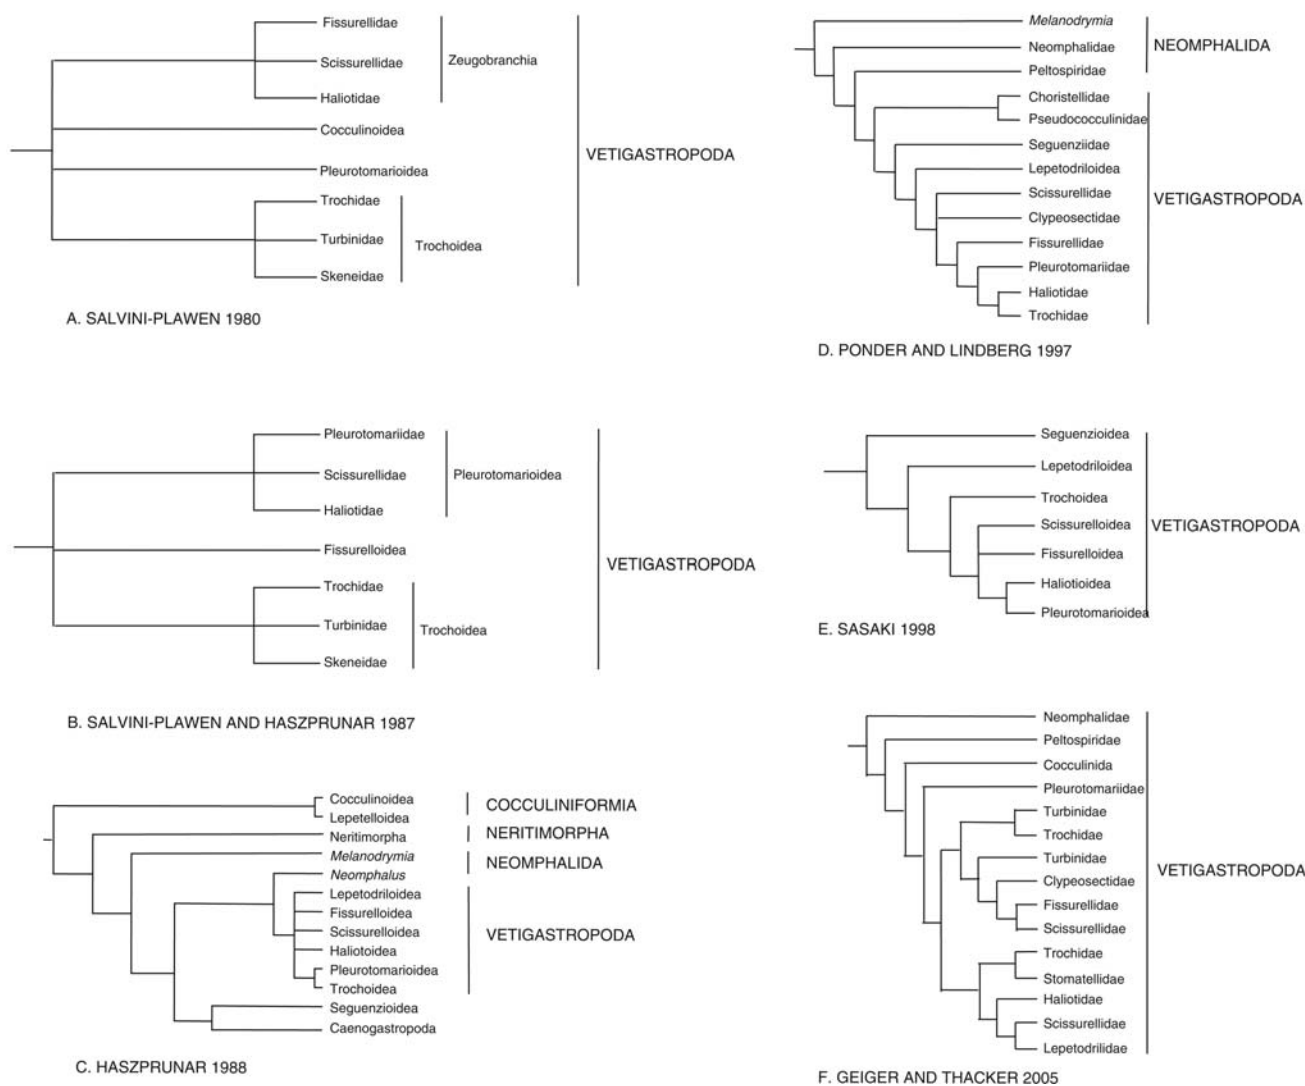 Fissurellidae
Scissurellidae
Zeugobranchia
Haliotidae
Cocculinoidea
VETIGASTROPODA
Pleurotomarioidea
Trochidae
Turbinidae
Trochoidea
Skeneidae
A. SALVINI-PLAWEN 1980
Pleurotomariidae
Scissurellidae
Pleurotomarioidea
Haliotidae
Fissurelloidea
VETIGASTROPODA
Trochidae
Turbinidae
Trochoidea
Skeneidae
B. SALVINI-PLAWEN AND HASZPRUNAR 1987
Cocculinoidea
COCCULINIFORMIA
Lepetelloidea
Neritimorpha
NERITIMORPHA
Melanodrymia
NEOMPHALIDA
Neomphalus
Lepetodriloidea
Fissurelloidea
Scissurelloidea
VETIGASTROPODA
Haliotoidea
Pleurotomarioidea
Trochoidea
Seguenzioidea
Caenogastropoda
C. HASZPRUNAR 1988
Melanodrymia
Neomphalidae
NEOMPHALIDA
Peltospiridae
Choristellidae
Pseudococculinidae
Seguenziidae
Lepetodriloidea
Scissurellidae
VETIGASTROPODA
Clypeosectidae
Fissurellidae
Pleurotomariidae
Haliotidae
Trochidae
D. PONDER AND LINDBERG 1997
Seguenzioidea
Lepetodriloidea
Trochoidea
Scissurelloidea
VETIGASTROPODA
Fissurelloidea
Haliotioidea
Pleurotomarioidea
E. SASAKI 1998
Neomphalidae
Peltospiridae
Cocculinida
Pleurotomariidae
Turbinidae
Trochidae
Turbinidae
VETIGASTROPODA
Clypeosectidae
Fissurellidae
Scissurellidae
Trochidae
Stomatellidae
Haliotidae
Scissurellidae
Lepetodrilidae
F. GEIGER AND THACKER 2005